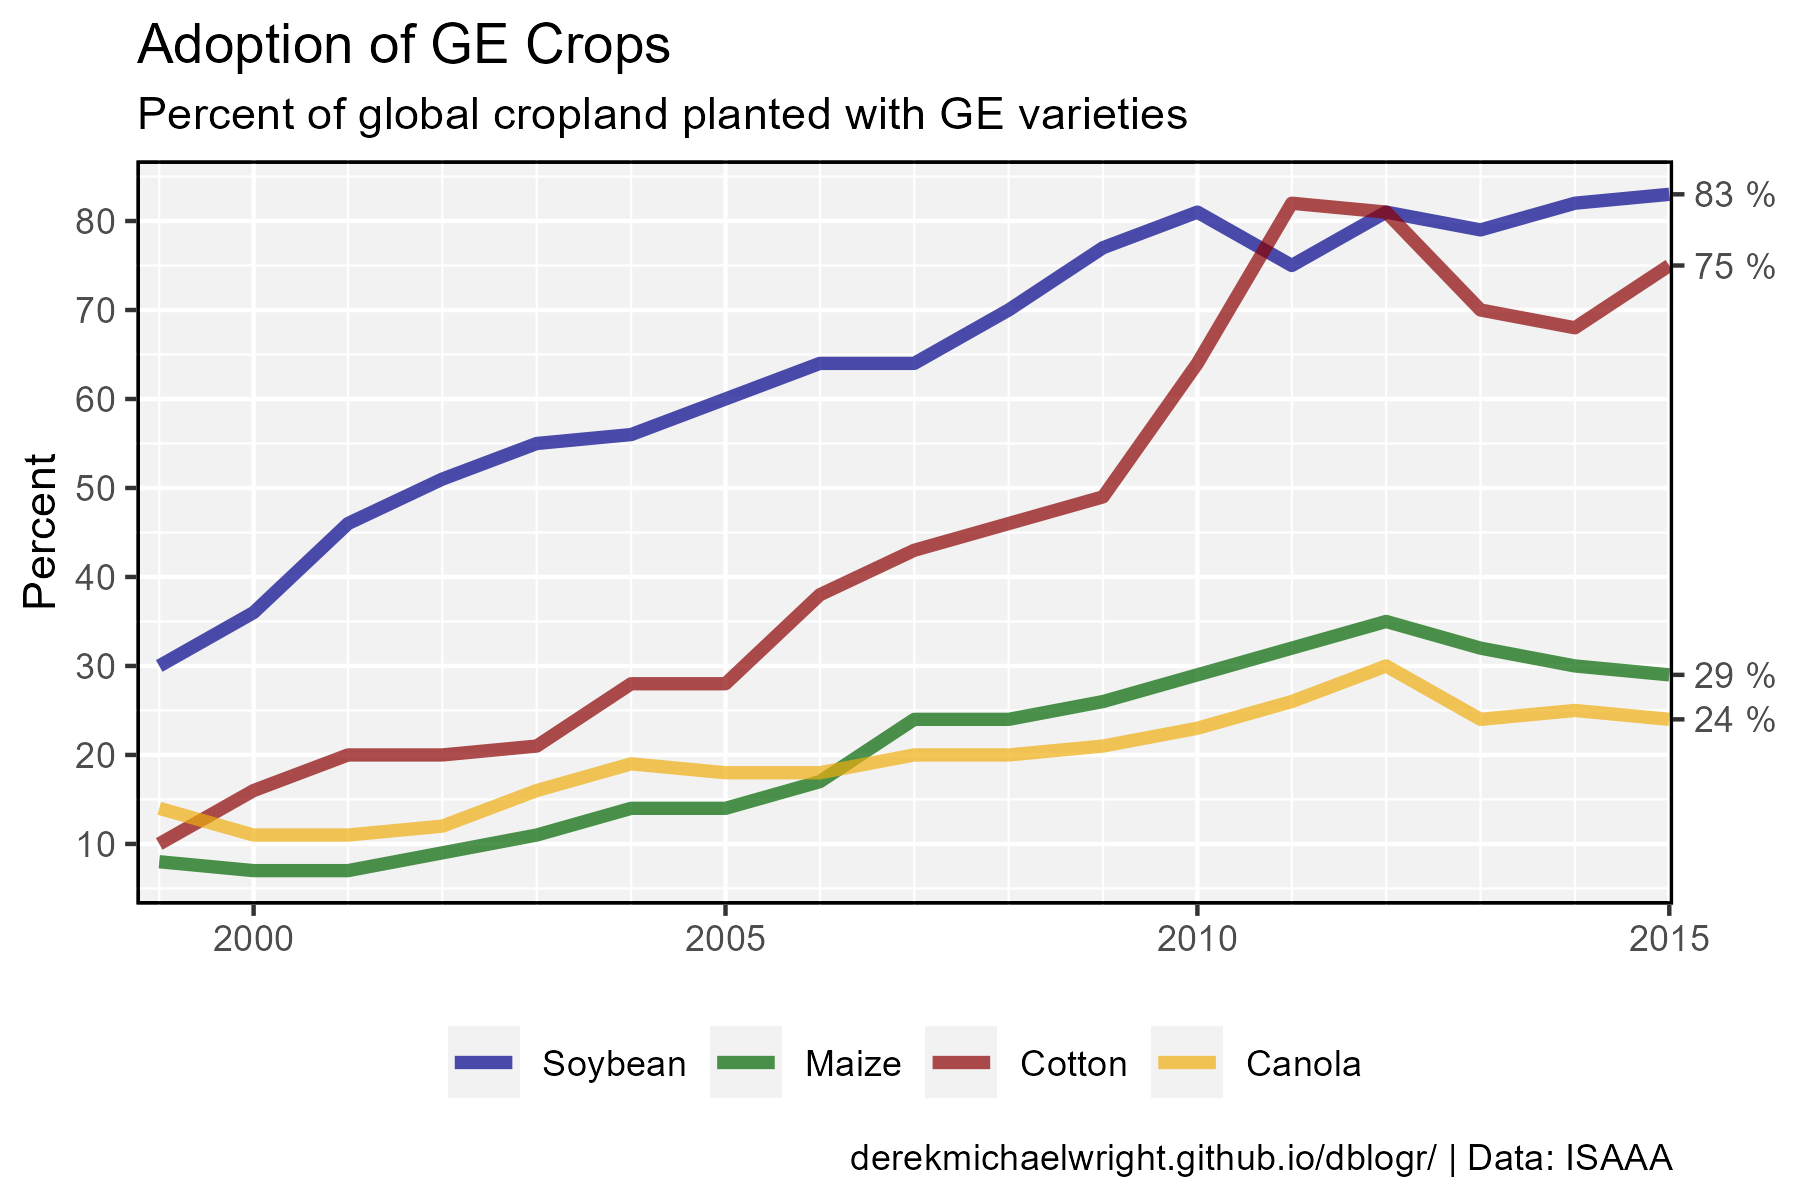 Adoption of GE Crops
Percent of global cropland planted with GE varieties
Percent
80
70
60
50
40
30
20
10
83 %
75 %
29 %
24 %
2000 2005 2010 2015
Soybean Maize Cotton Canola
derekmichaelwright.github.io/dblogr/ | Data: ISAAA